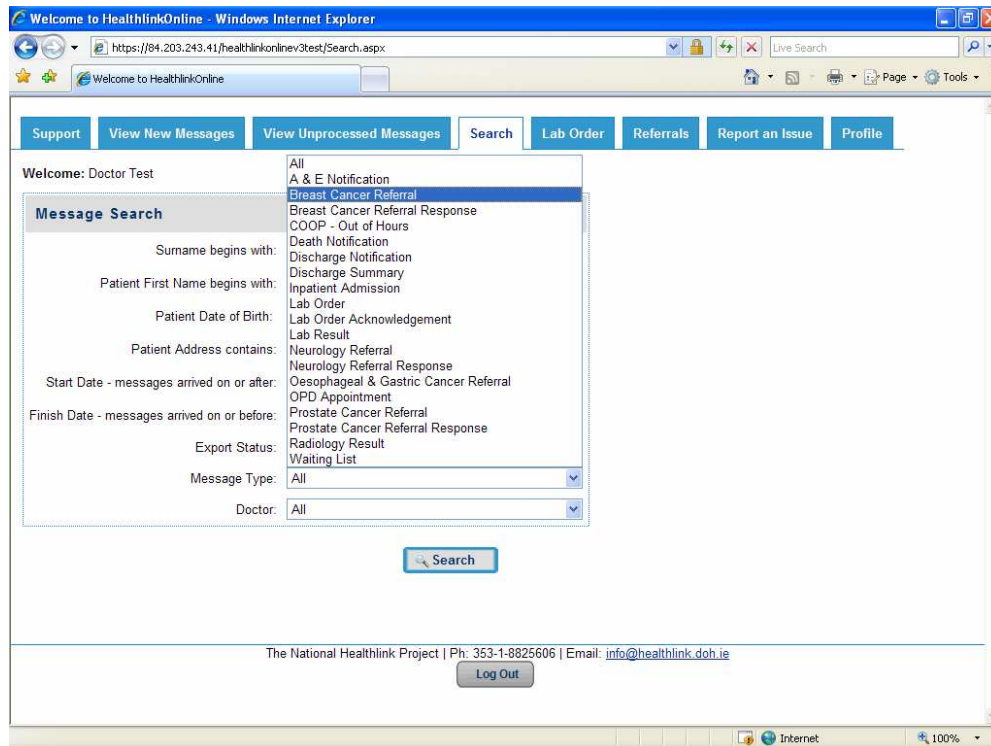 Welcome to HealthlinkOnline - Windows Internet Explorer
https://84.203.243.41/healthlinkonlinev3test/Search.aspx
Live Search
Welcome to HealthlinkOnline
Page
Tools
Support
View New Messages
View Unprocessed Messages
Search
Lab Order
Referrals
Report an Issue
Profile
Welcome: Doctor Test
Message Search
Surname begins with:
Patient First Name begins with:
Patient Date of Birth:
Patient Address contains:
Start Date - messages arrived on or after:
Finish Date - messages arrived on or before:
Export Status:
All
A & E Notification
Breast Cancer Referral
Breast Cancer Referral Response
COOP - Out of Hours
Death Notification
Discharge Notification
Discharge Summary
Inpatient Admission
Lab Order
Lab Order Acknowledgement
Lab Result
Neurology Referral
Neurology Referral Response
Oesophageal & Gastric Cancer Referral
OPD Appointment
Prostate Cancer Referral
Prostate Cancer Referral Response
Radiology Result
Waiting List
Message Type: All
Doctor: All
Search
The National Healthlink Project | Ph: 353-1-8825606 | Email: info@healthlink.doh.ie
Log Out
Internet
100%